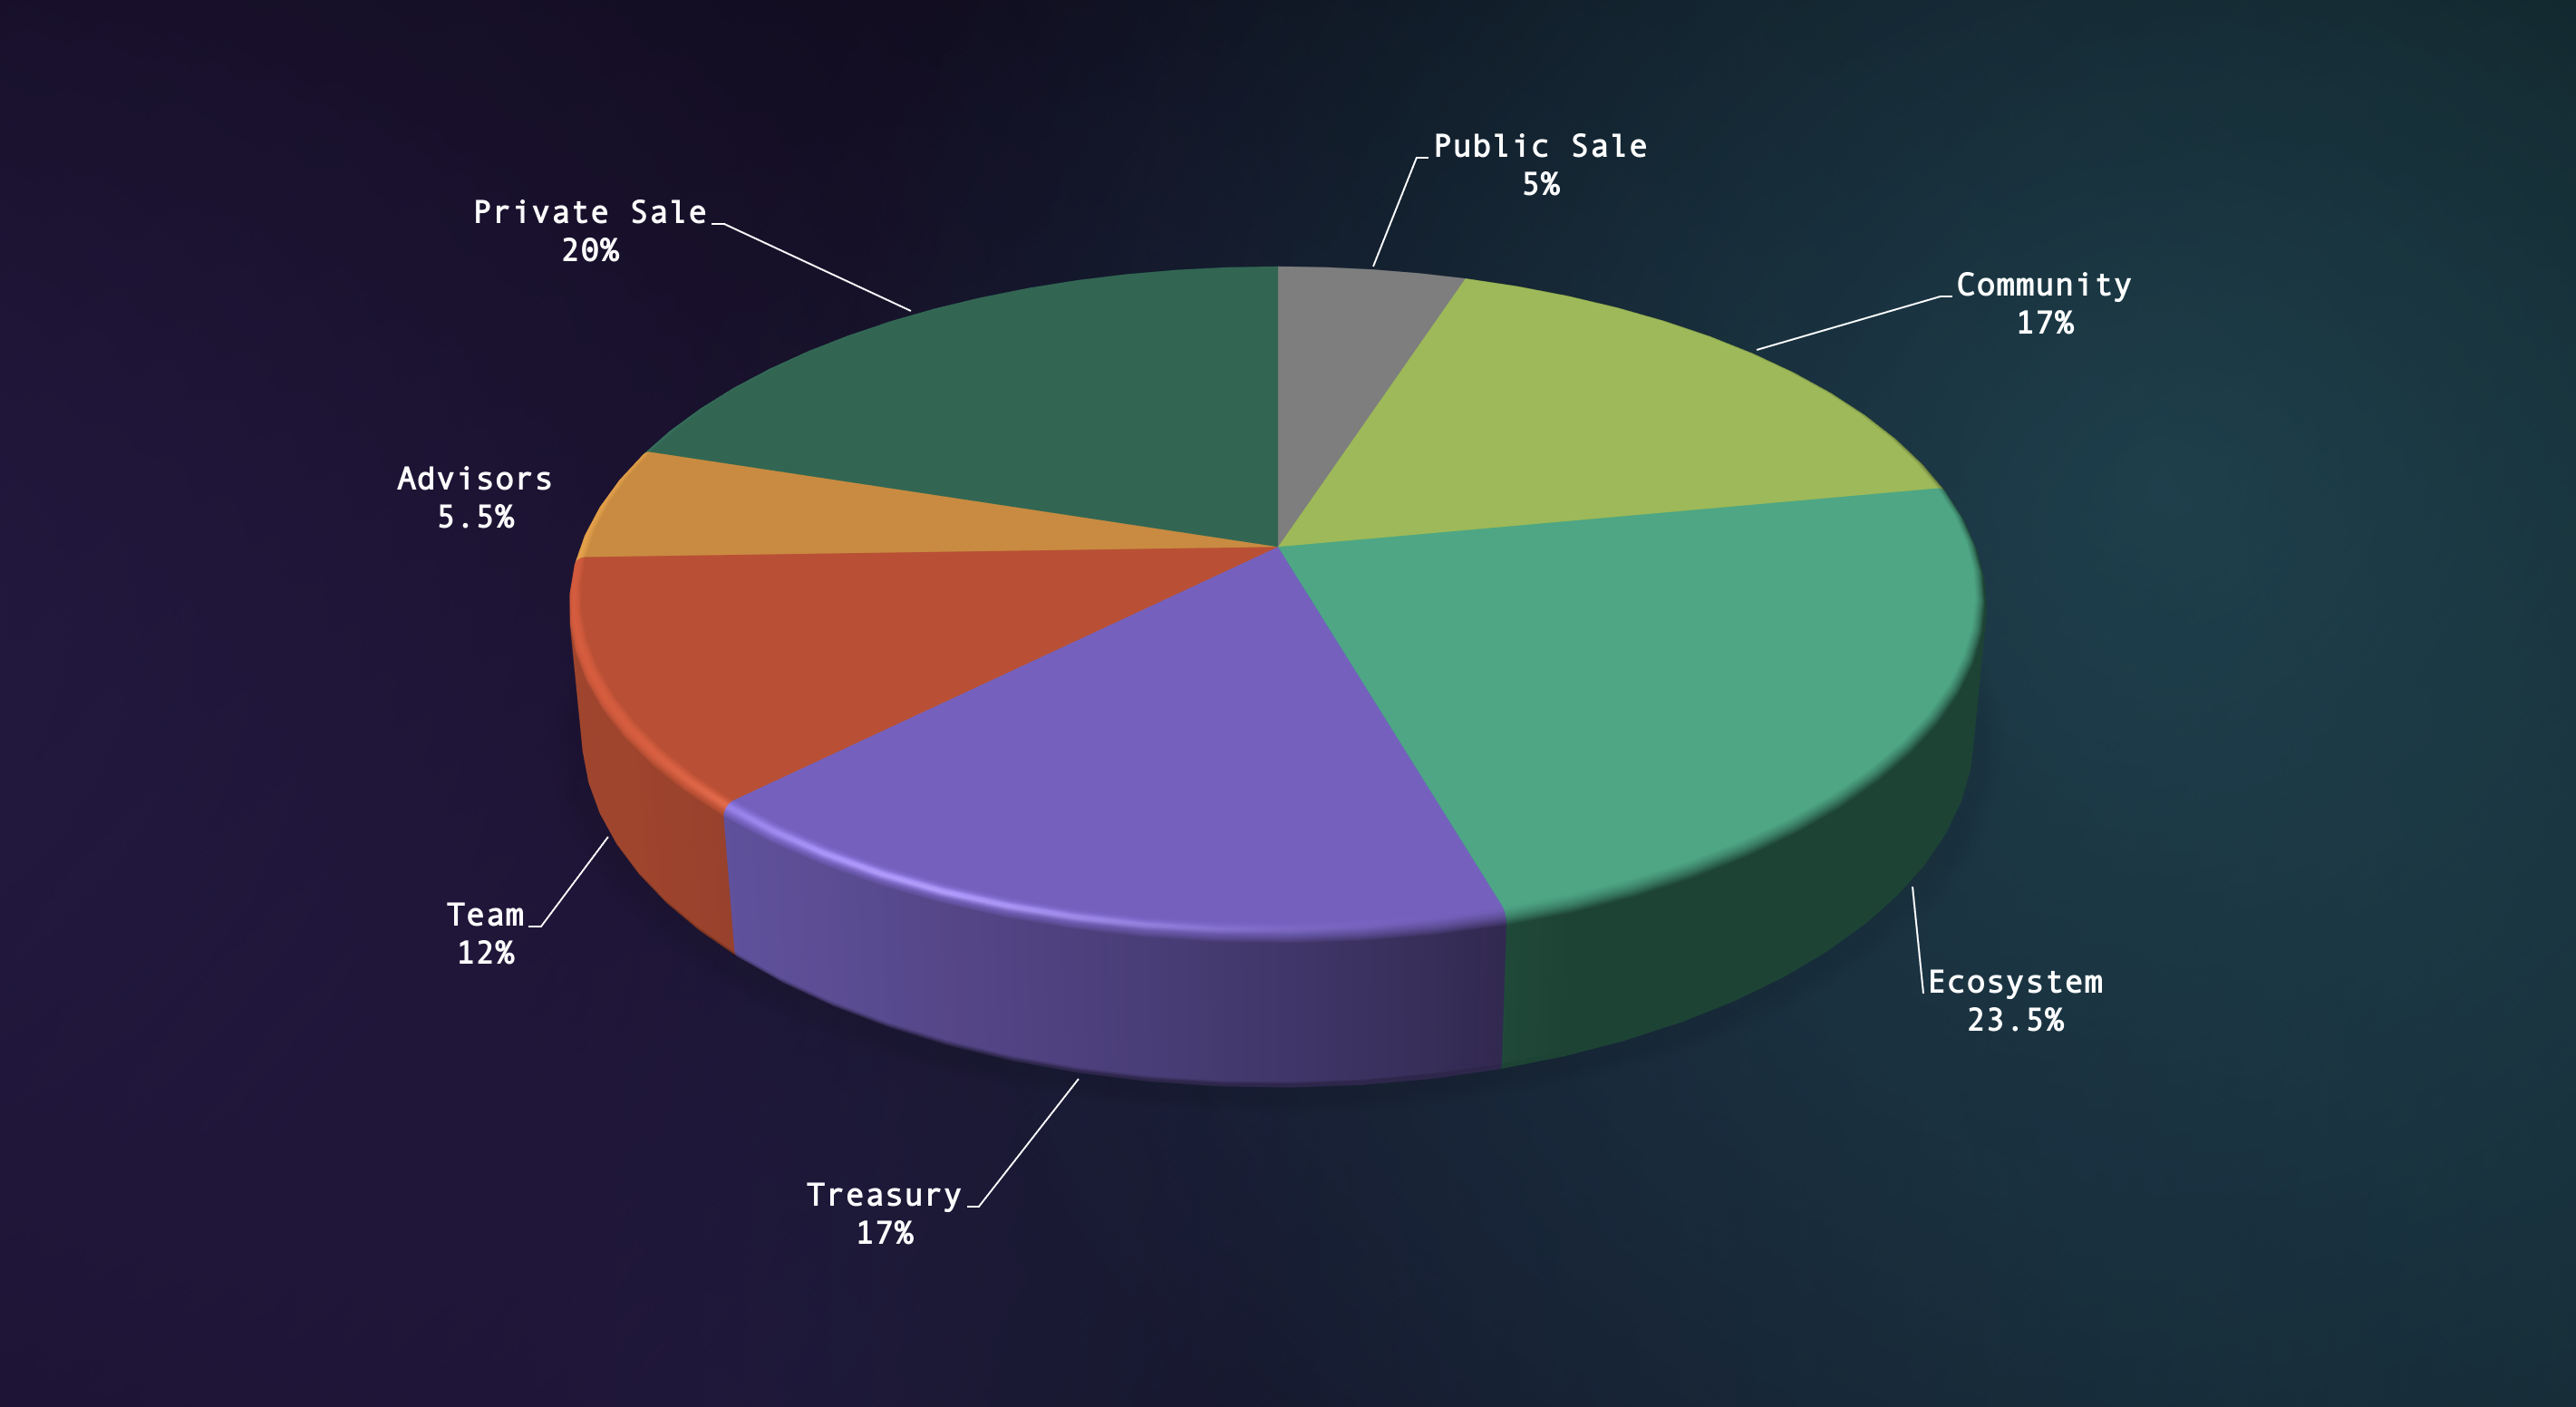 Public Sale
5%
Private Sale
20%
Community
17%
Advisors
5.5%
Team
12%
Ecosystem
23.5%
Treasury
17%